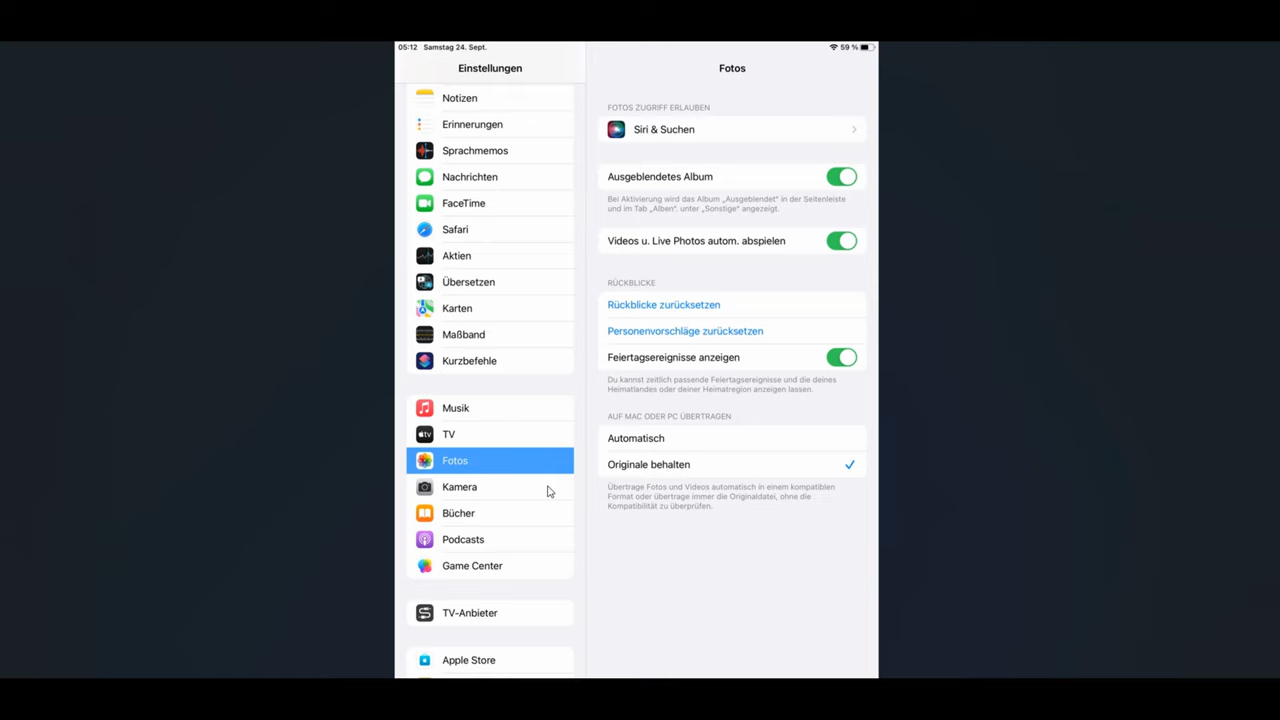 05:12 Samstag 24. Sept.
59 %
Einstellungen
Notizen
Erinnerungen
Sprachmemos
Nachrichten
FaceTime
Safari
Aktien
Übersetzen
Karten
Maßband
Kurzbefehle
Musik
TV
Fotos
Kamera
Bücher
Podcasts
Game Center
TV-Anbieter
Apple Store
Fotos
FOTOS ZUGRIFF ERLAUBEN
Siri & Suchen
Ausgeblendetes Album
Bei Aktivierung wird das Album „Ausgeblendet“ in der Seitenleiste
und im Tab „Alben“. unter „Sonstige“ angezeigt.
Videos u. Live Photos autom. abspielen
RÜCKBLICKE
Rückblicke zurücksetzen
Personenvorschläge zurücksetzen
Feiertagsereignisse anzeigen
Du kannst zeitlich passende Feiertagsereignisse und die deines
Heimatlandes oder deiner Heimatregion anzeigen lassen.
AUF MAC ODER PC ÜBERTRAGEN
Automatisch
Originale behalten
Übertrage Fotos und Videos automatisch in einem kompatiblen
Format oder übertrage immer die Originaldatei, ohne die
Kompatibilität zu überprüfen.